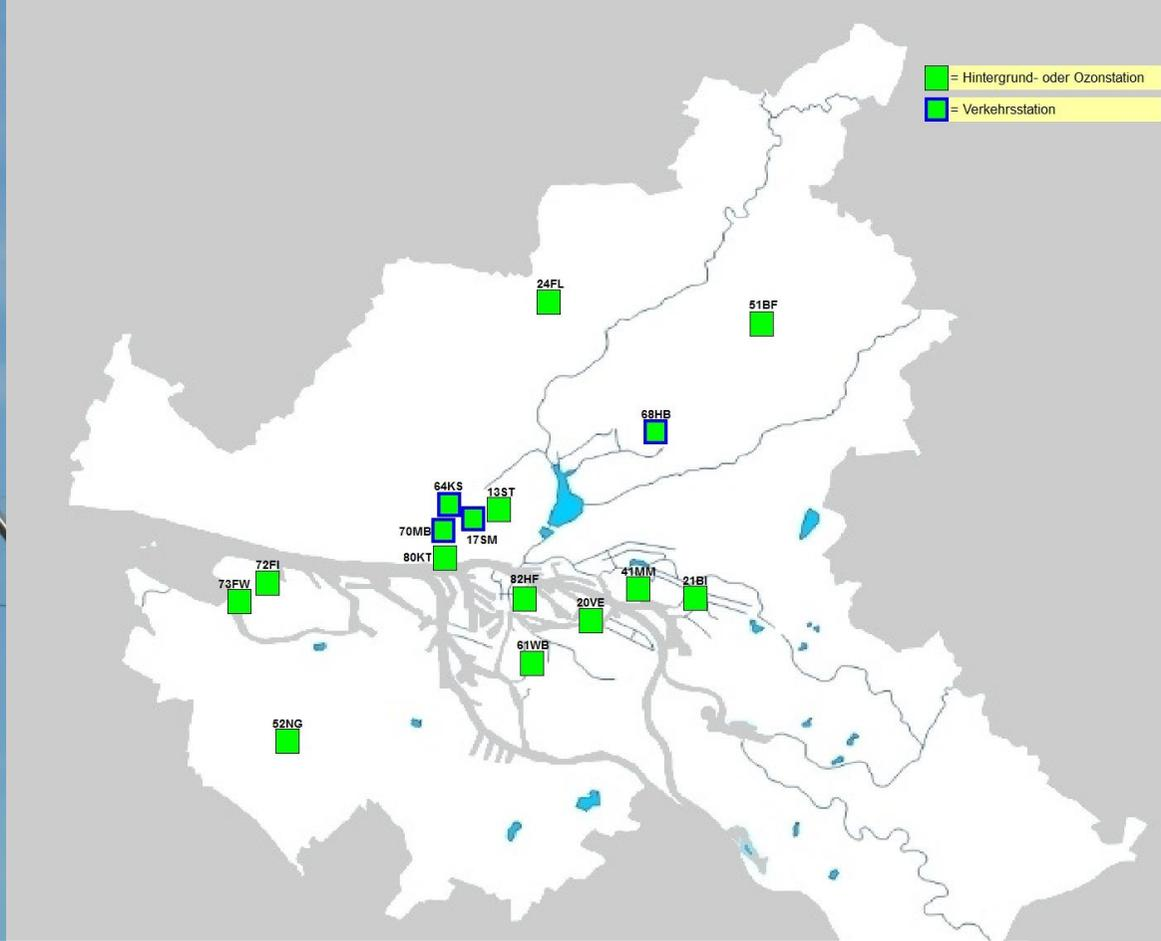 = Hintergrund- oder Ozonstation
= Verkehrsstation
24FL
51BF
68HB
64KS
13ST
70MB
17SM
80KT
72FI
73FW
82HF
41MM
21BI
20VE
61WB
52NG